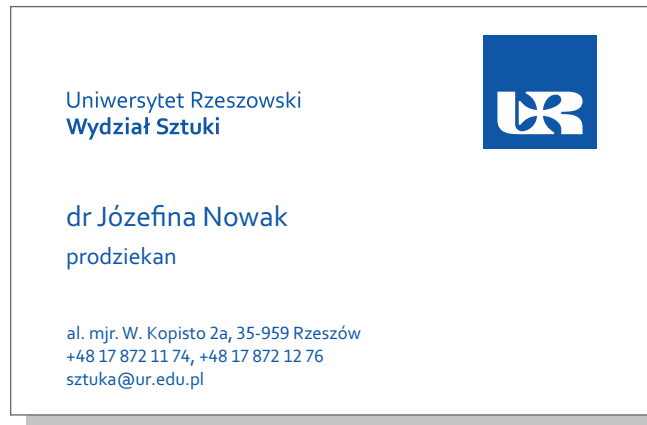 Uniwersytet Rzeszowski
Wydział Sztuki
UR
dr Józefina Nowak
prodziekan
al. mjr. W. Kopisto 2a, 35-959 Rzeszów
+48 17 872 11 74, +48 17 872 12 76
sztuka@ur.edu.pl